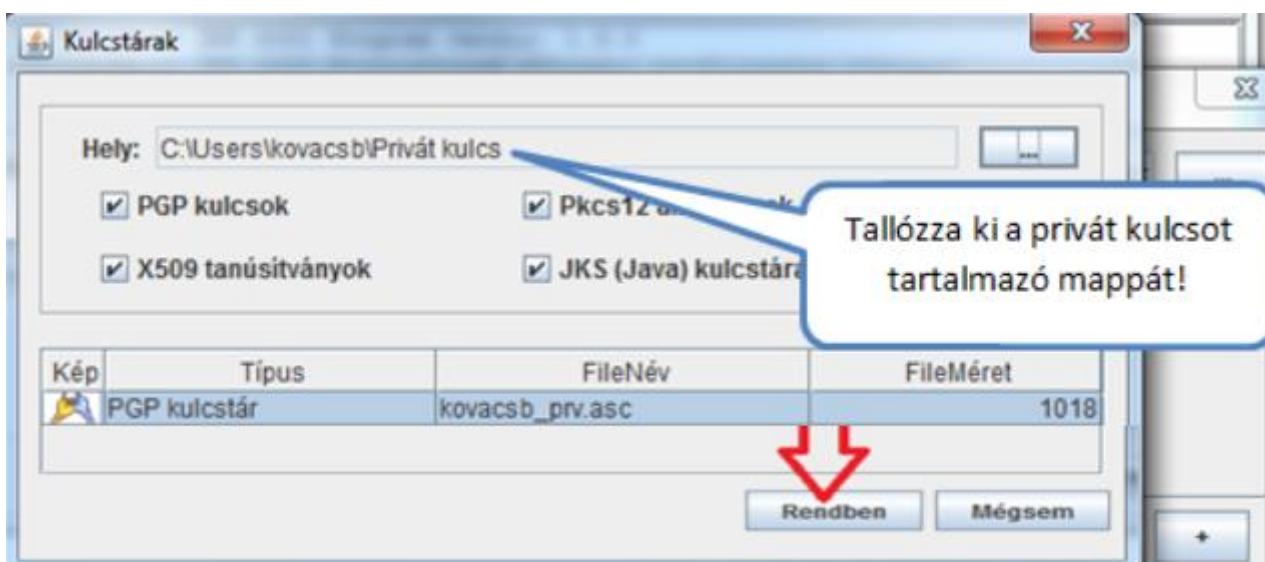 Kulcstárak
Hely: C:\Users\kovacsb\Privát kulcs ...
PGP kulcsok Pkcs12
X509 tanúsítványok JKS (Java) kulcstára
Tallózza ki a privát kulcsot
tartalmazó mappát!
Kép Típus FileNév FileMéret
PGP kulcstár kovacsb_prv.asc 1018
Rendben Mégsem
+